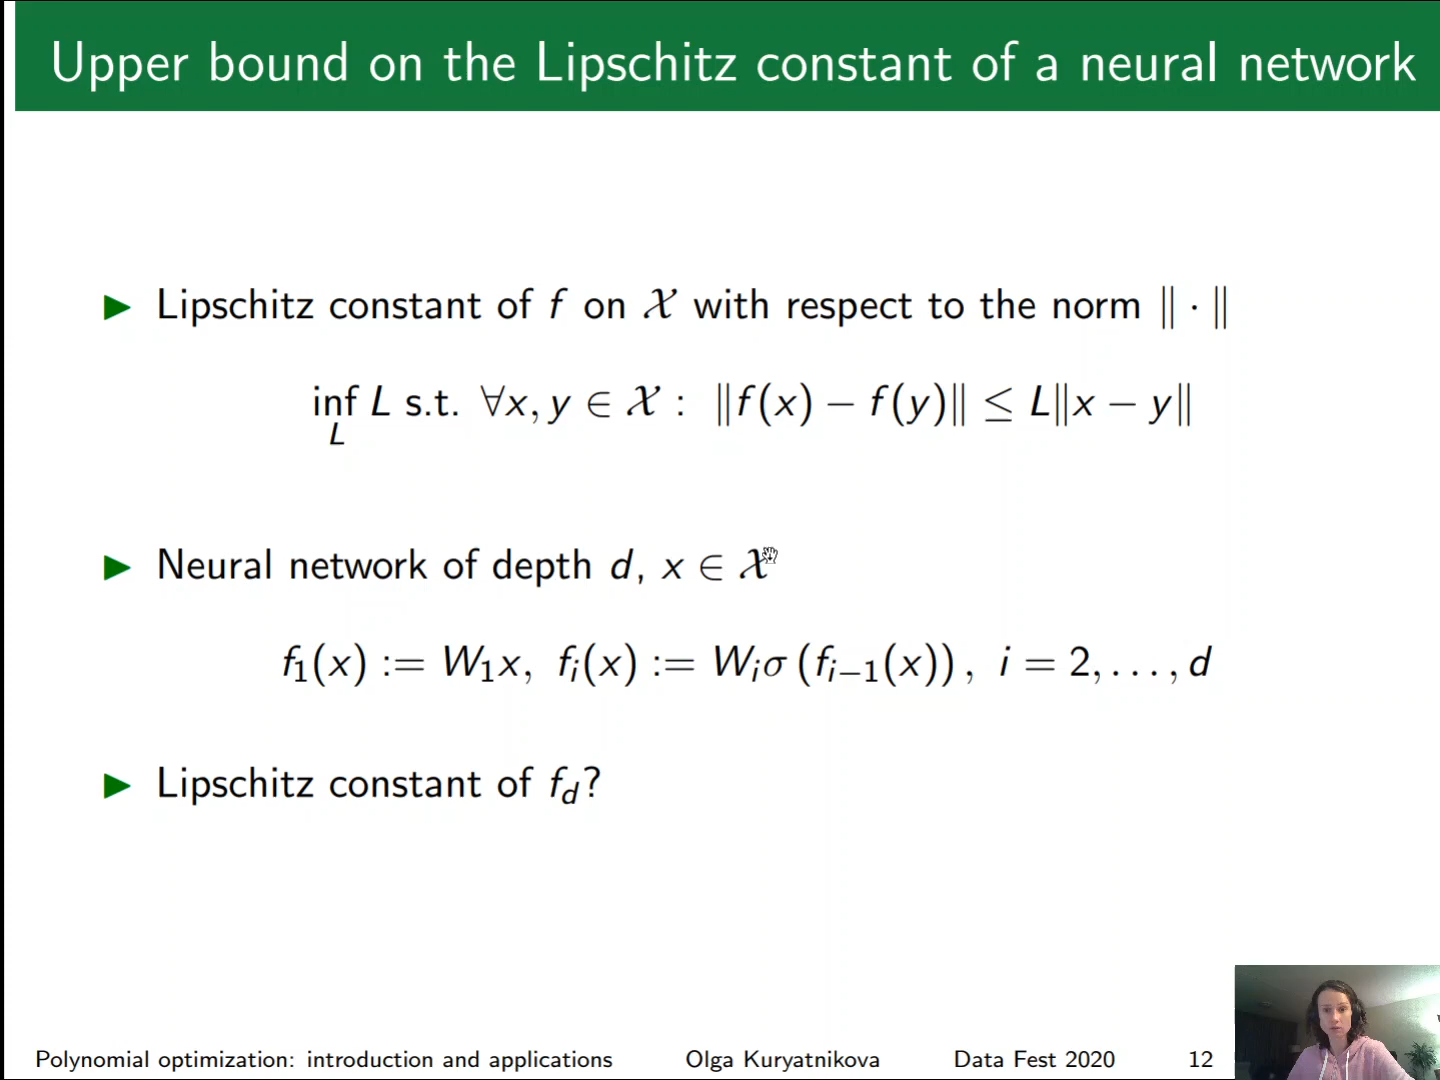 Upper bound on the Lipschitz constant of a neural network
▶ Lipschitz constant of f on 𝒳 with respect to the norm ‖ · ‖
inf_L L s.t. ∀x, y ∈ 𝒳 : ‖f(x) − f(y)‖ ≤ L‖x − y‖
▶ Neural network of depth d, x ∈ 𝒳
f₁(x) := W₁x, fᵢ(x) := Wᵢσ (fᵢ₋₁(x)) , i = 2, . . . , d
▶ Lipschitz constant of f_d?
Polynomial optimization: introduction and applications Olga Kuryatnikova Data Fest 2020 12